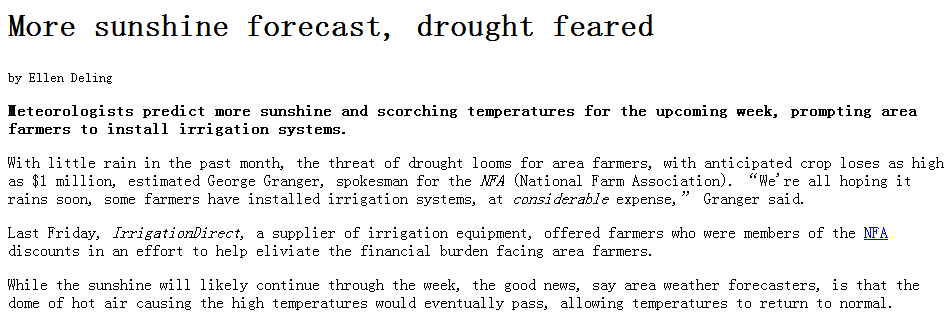 More sunshine forecast, drought feared
by Ellen Deling
Meteorologists predict more sunshine and scorching temperatures for the upcoming week, prompting area
farmers to install irrigation systems.
With little rain in the past month, the threat of drought looms for area farmers, with anticipated crop loses as high
as $1 million, estimated George Granger, spokesman for the NFA (National Farm Association). “We're all hoping it
rains soon, some farmers have installed irrigation systems, at considerable expense,” Granger said.
Last Friday, IrrigationDirect, a supplier of irrigation equipment, offered farmers who were members of the NFA
discounts in an effort to help eliviate the financial burden facing area farmers.
While the sunshine will likely continue through the week, the good news, say area weather forecasters, is that the
dome of hot air causing the high temperatures would eventually pass, allowing temperatures to return to normal.